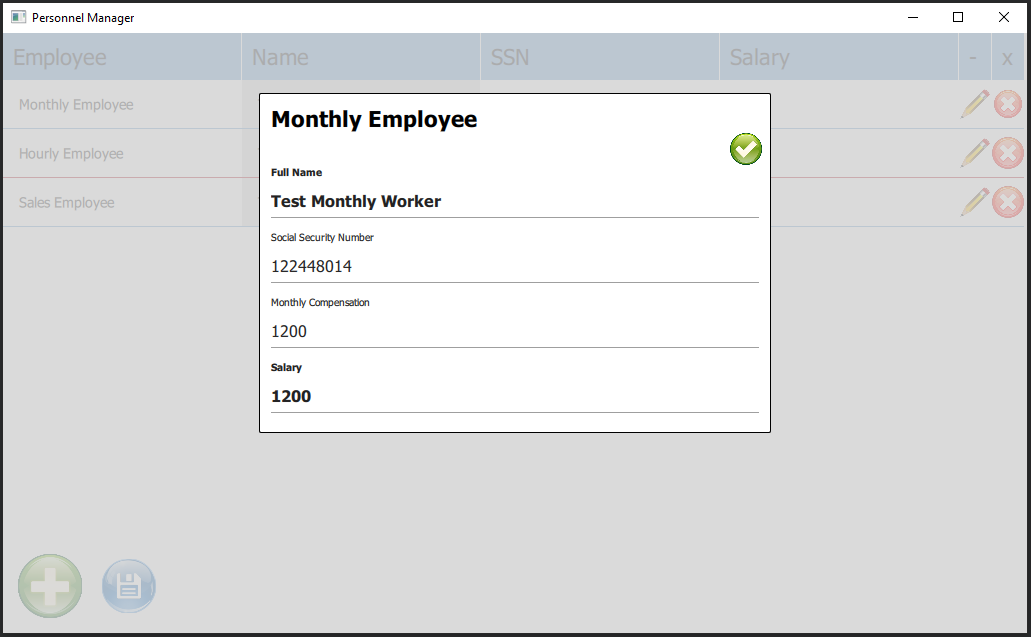 Personnel Manager
Employee Name SSN Salary - x
Monthly Employee
Hourly Employee
Sales Employee
Monthly Employee
Full Name
Test Monthly Worker
Social Security Number
122448014
Monthly Compensation
1200
Salary
1200